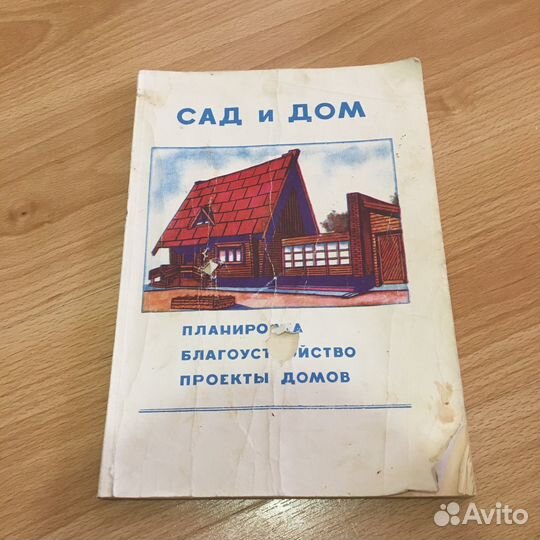 САД и ДОМ
ПЛАНИРОВКА
БЛАГОУСТРОЙСТВО
ПРОЕКТЫ ДОМОВ
Avito